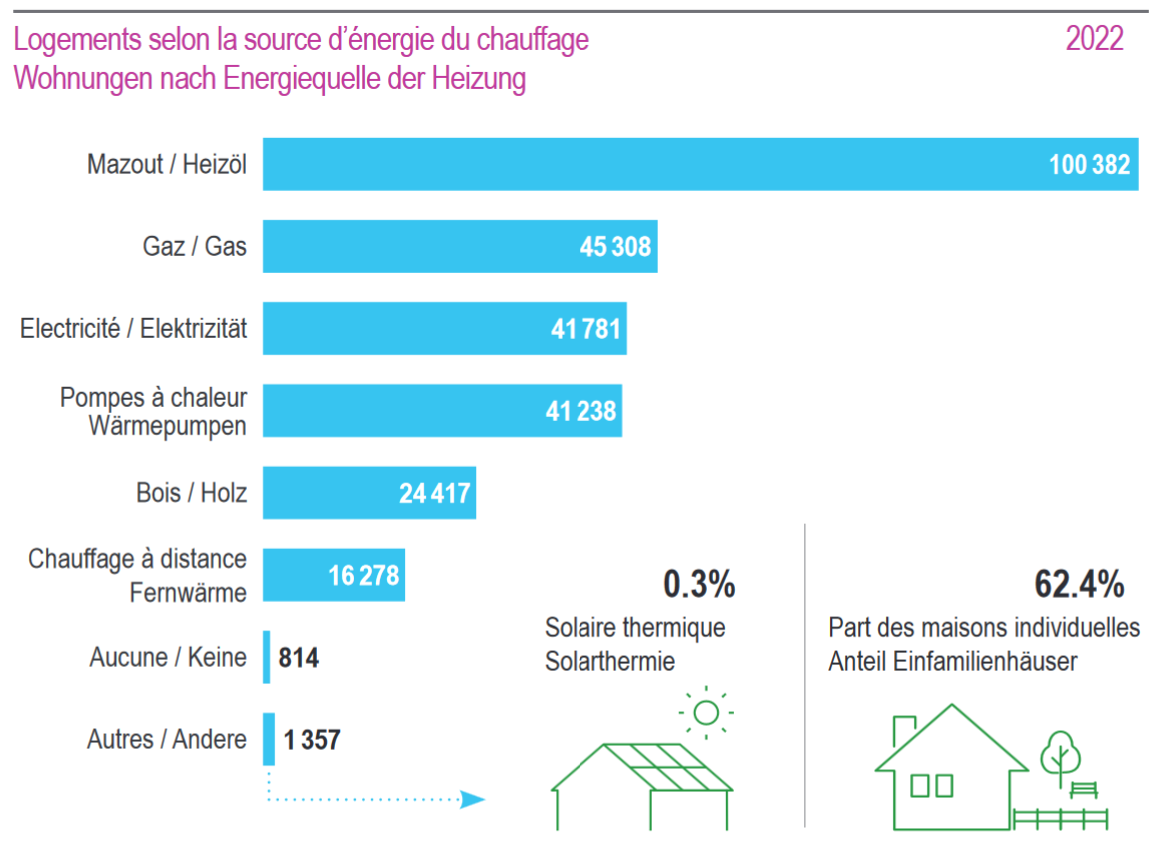 Logements selon la source d'énergie du chauffage
2022
Wohnungen nach Energiequelle der Heizung
Mazout / Heizöl
100 382
Gaz / Gas
45 308
Electricité / Elektrizität
41 781
Pompes à chaleur
Wärmepumpen
41 238
Bois / Holz
24 417
Chauffage à distance
Fernwärme
16 278
Aucune / Keine
814
Autres / Andere
1 357
0.3%
Solaire thermique
Solarthermie
62.4%
Part des maisons individuelles
Anteil Einfamilienhäuser